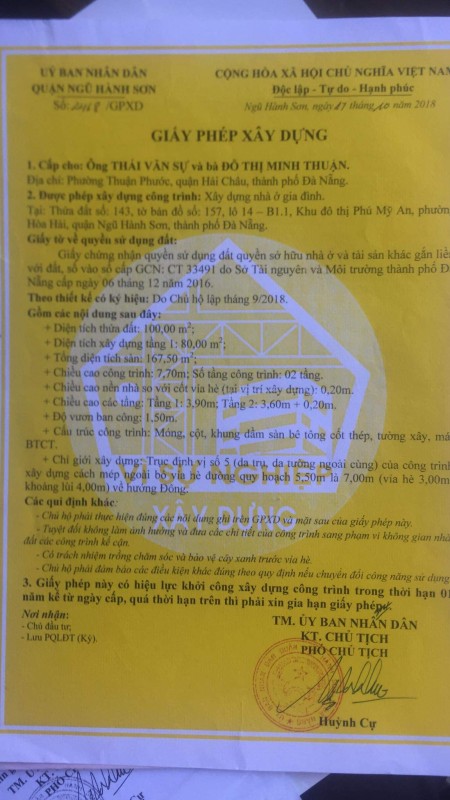 ỦY BAN NHÂN DÂN
QUẬN NGŨ HÀNH SƠN
Số: /GPXD
CỘNG HÒA XÃ HỘI CHỦ NGHĨA VIỆT NAM
Độc lập - Tự do - Hạnh phúc
Ngũ Hành Sơn, ngày tháng 10 năm 2018
GIẤY PHÉP XÂY DỰNG
1. Cấp cho: Ông THÁI VĂN SỰ và bà ĐỖ THỊ MINH THUẬN.
Địa chỉ: Phường Thuận Phước, quận Hải Châu, thành phố Đà Nẵng.
2. Được phép xây dựng công trình: Xây dựng nhà ở gia đình.
Tại: Thửa đất số: 143, tờ bản đồ số: 157, lô 14 – B1.1, Khu đô thị Phú Mỹ An, phường
Hòa Hải, quận Ngũ Hành Sơn, thành phố Đà Nẵng.
Giấy tờ về quyền sử dụng đất:
Giấy chứng nhận quyền sử dụng đất quyền sở hữu nhà ở và tài sản khác gắn liền
với đất, số vào sổ cấp GCN: CT 33491 do Sở Tài nguyên và Môi trường thành phố Đà
Nẵng cấp ngày 06 tháng 12 năm 2016.
Theo thiết kế có ký hiệu: Do Chủ hộ lập tháng 9/2018.
Gồm các nội dung sau đây:
+ Diện tích thửa đất: 100,00 m²;
+ Diện tích xây dựng tầng 1: 80,00 m²;
+ Tổng diện tích sàn: 167,50 m²;
+ Chiều cao công trình: 7,70m; Số tầng công trình: 02 tầng.
+ Chiều cao nền nhà so với cốt vỉa hè (tại vị trí xây dựng): 0,20m.
+ Chiều cao các tầng: Tầng 1: 3,90m; Tầng 2: 3,60m + 0,20m.
+ Độ vươn ban công: 1,50m.
+ Cấu trúc công trình: Móng, cột, khung dầm sàn bê tông cốt thép, tường xây, mái
BTCT.
+ Chỉ giới xây dựng: Trục định vị số 5 (da trụ, da tường ngoài cùng) của công trình
xây dựng cách mép ngoài bó vỉa hè đường quy hoạch 5,50m là 7,00m (vỉa hè 3,00m,
khoảng lùi 4,00m) về hướng Đông.
Các qui định khác:
- Chủ hộ phải thực hiện đúng các nội dung ghi trên GPXD và mặt sau của giấy phép này.
- Tuyệt đối không làm ảnh hưởng và đưa các chi tiết của công trình sang phạm vi không gian nhà
đất các công trình kế cận.
- Có trách nhiệm trồng chăm sóc và bảo vệ cây xanh trước vỉa hè.
- Chủ hộ phải đảm bảo các điều kiện khác đúng theo quy định nếu chuyển đổi công năng sử dụng.
3. Giấy phép này có hiệu lực khởi công xây dựng công trình trong thời hạn 01
năm kể từ ngày cấp, quá thời hạn trên thì phải xin gia hạn giấy phép.
Nơi nhận:
- Chủ đầu tư;
- Lưu PQLĐT (Ký).
TM. ỦY BAN NHÂN DÂN
KT. CHỦ TỊCH
PHÓ CHỦ TỊCH
Huỳnh Cự
XÂY DỰNG
TM. Ủ
KT.
PHÓ C
Huỳnh Cự